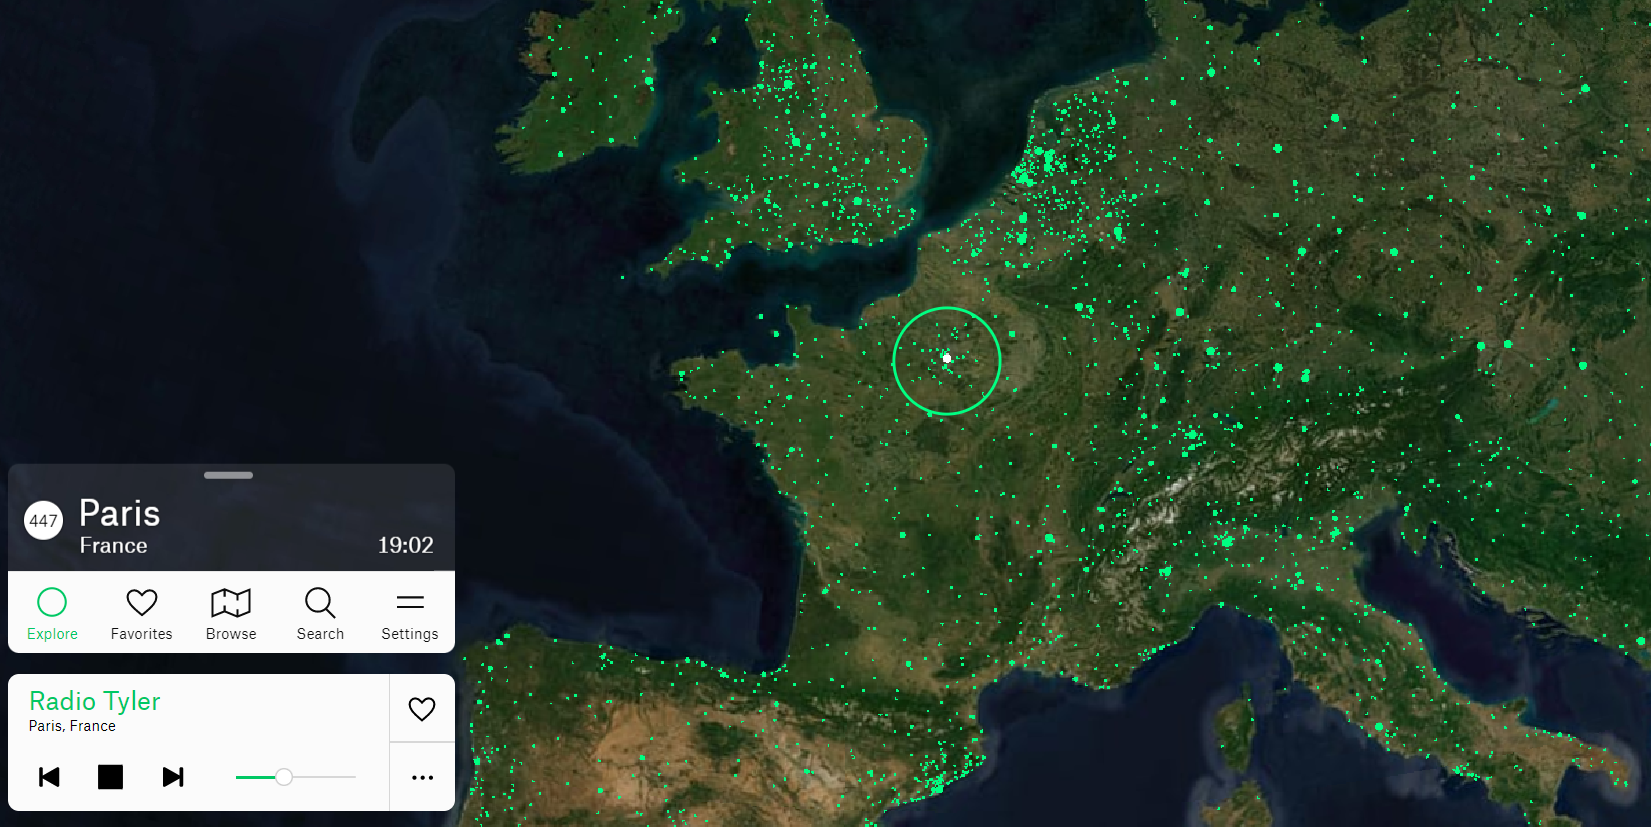 447
Paris
France
19:02
Explore
Favorites
Browse
Search
Settings
Radio Tyler
Paris, France